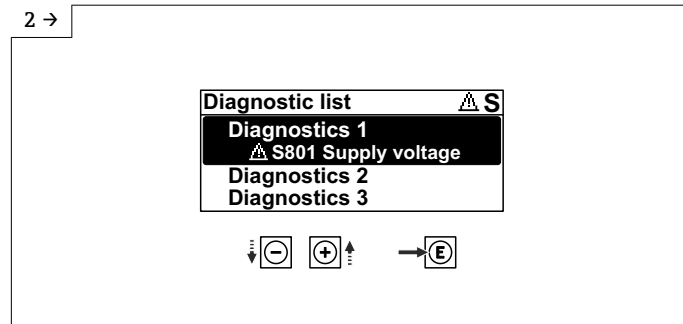 2 →
Diagnostic list ⚠ S
Diagnostics 1
⚠ S801 Supply voltage
Diagnostics 2
Diagnostics 3
− + E